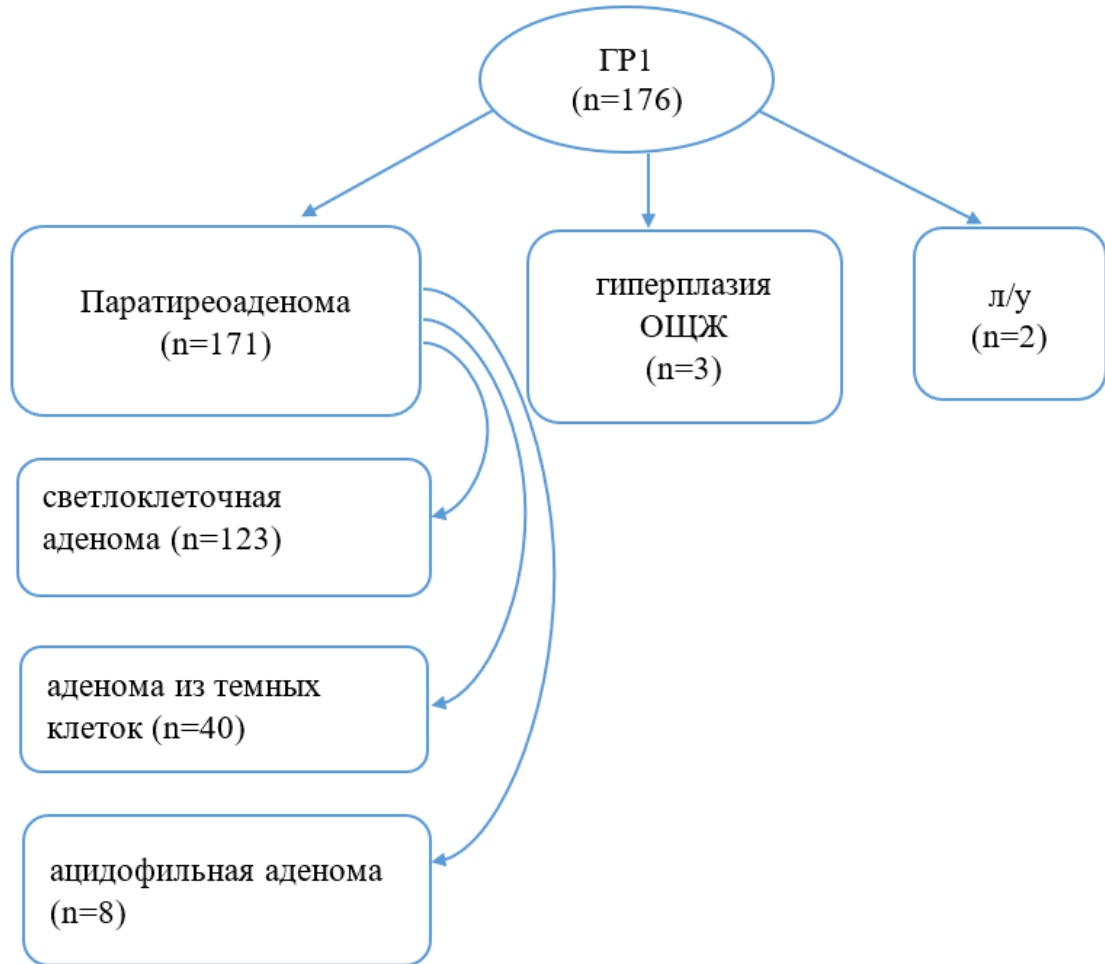 ГР1
(n=176)
Паратиреоаденома
(n=171)
гиперплазия
ОЩЖ
(n=3)
л/у
(n=2)
светлоклеточная
аденома (n=123)
аденома из темных
клеток (n=40)
ацидофильная аденома
(n=8)